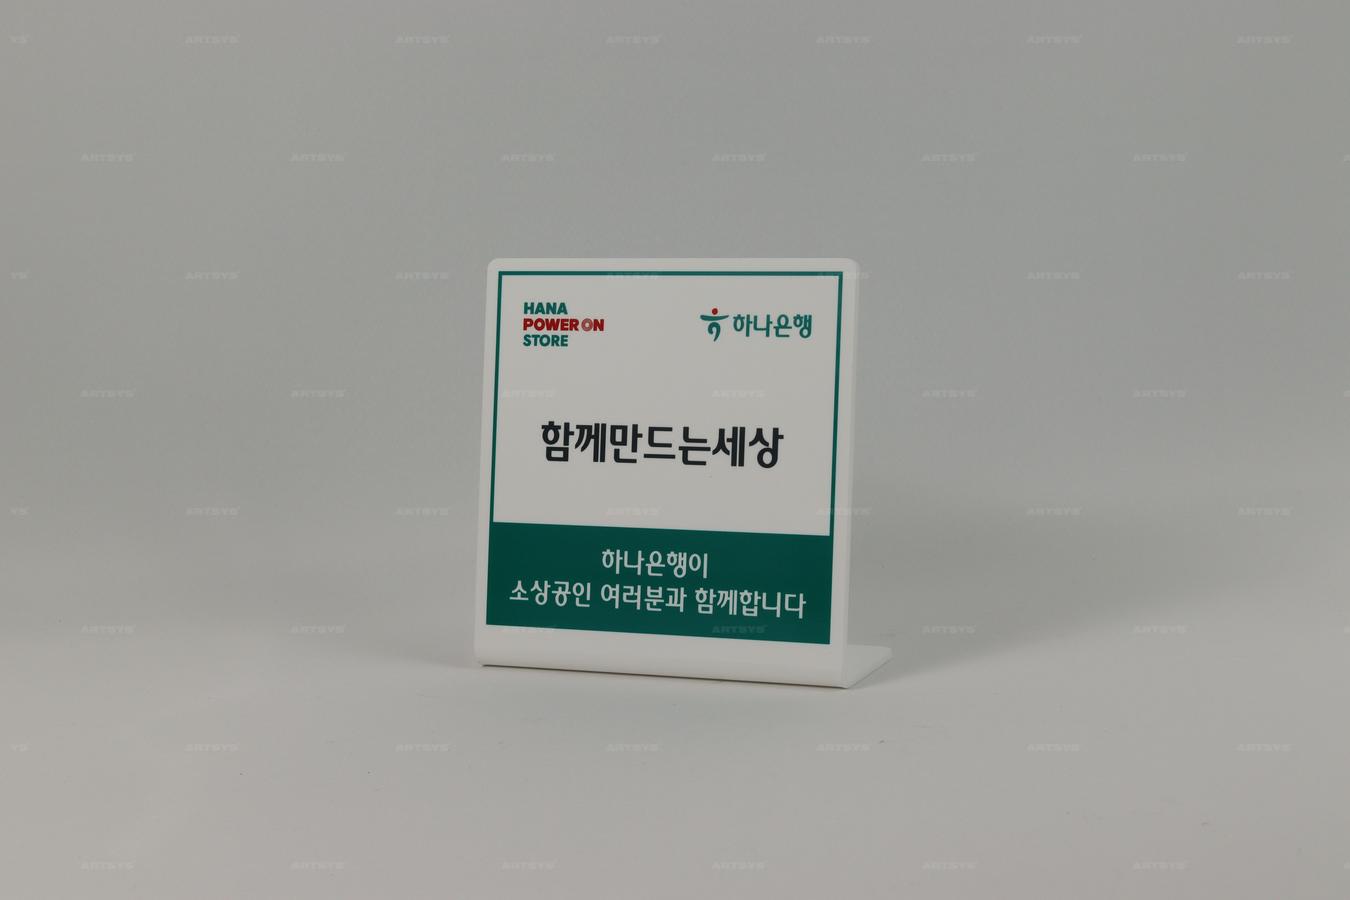 HANA
POWER ON
STORE
하나은행
함께만드는세상
하나은행이
소상공인 여러분과 함께합니다
ARTSYS